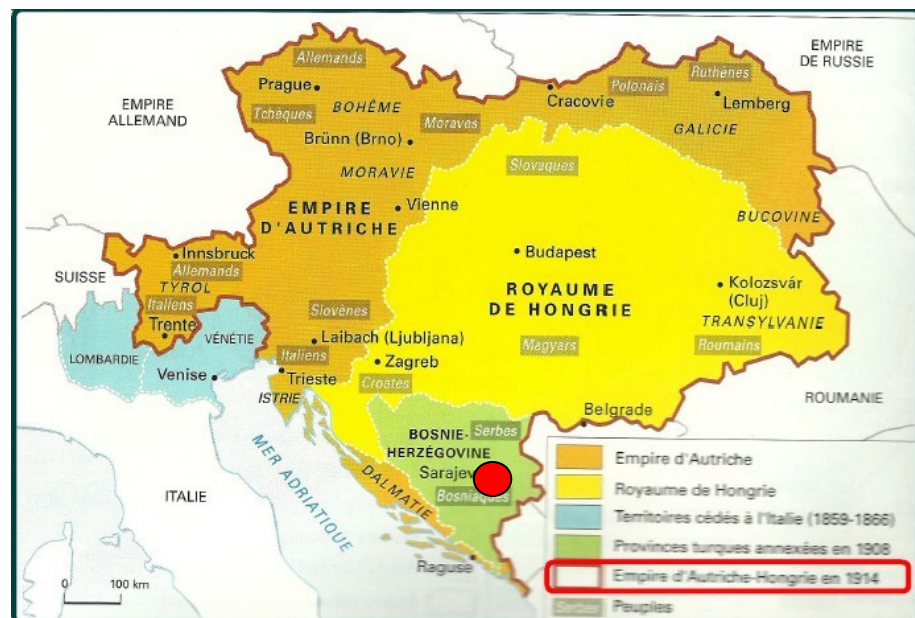 EMPIRE
DE RUSSIE
Allemands
Prague
BOHÊME
Tchèques
Moraves
Brünn (Brno)
MORAVIE
Cracovie
Polonais
Ruthènes
Lemberg
GALICIE
EMPIRE
ALLEMAND
Slovaques
Vienne
EMPIRE
D'AUTRICHE
BUCOVINE
Innsbruck
Allemands
TYROL
SUISSE
Italiens
Trente
Budapest
ROYAUME
DE HONGRIE
Kolozsvár
(Cluj)
TRANSYLVANIE
Roumains
Magyars
Slovènes
Laibach (Ljubljana)
Italiens
Trieste
ISTRIE
Zagreb
Croates
LOMBARDIE
VÉNÉTIE
Venise
ROUMANIE
Belgrade
BOSNIE-
HERZÉGOVINE
Serbes
Sarajev
Bosniaques
MER ADRIATIQUE
DALMATIE
ITALIE
Raguse
0 100 km
Empire d'Autriche
Royaume de Hongrie
Territoires cédés à l'Italie (1859-1866)
Provinces turques annexées en 1908
Empire d'Autriche-Hongrie en 1914
Serbes Peuples